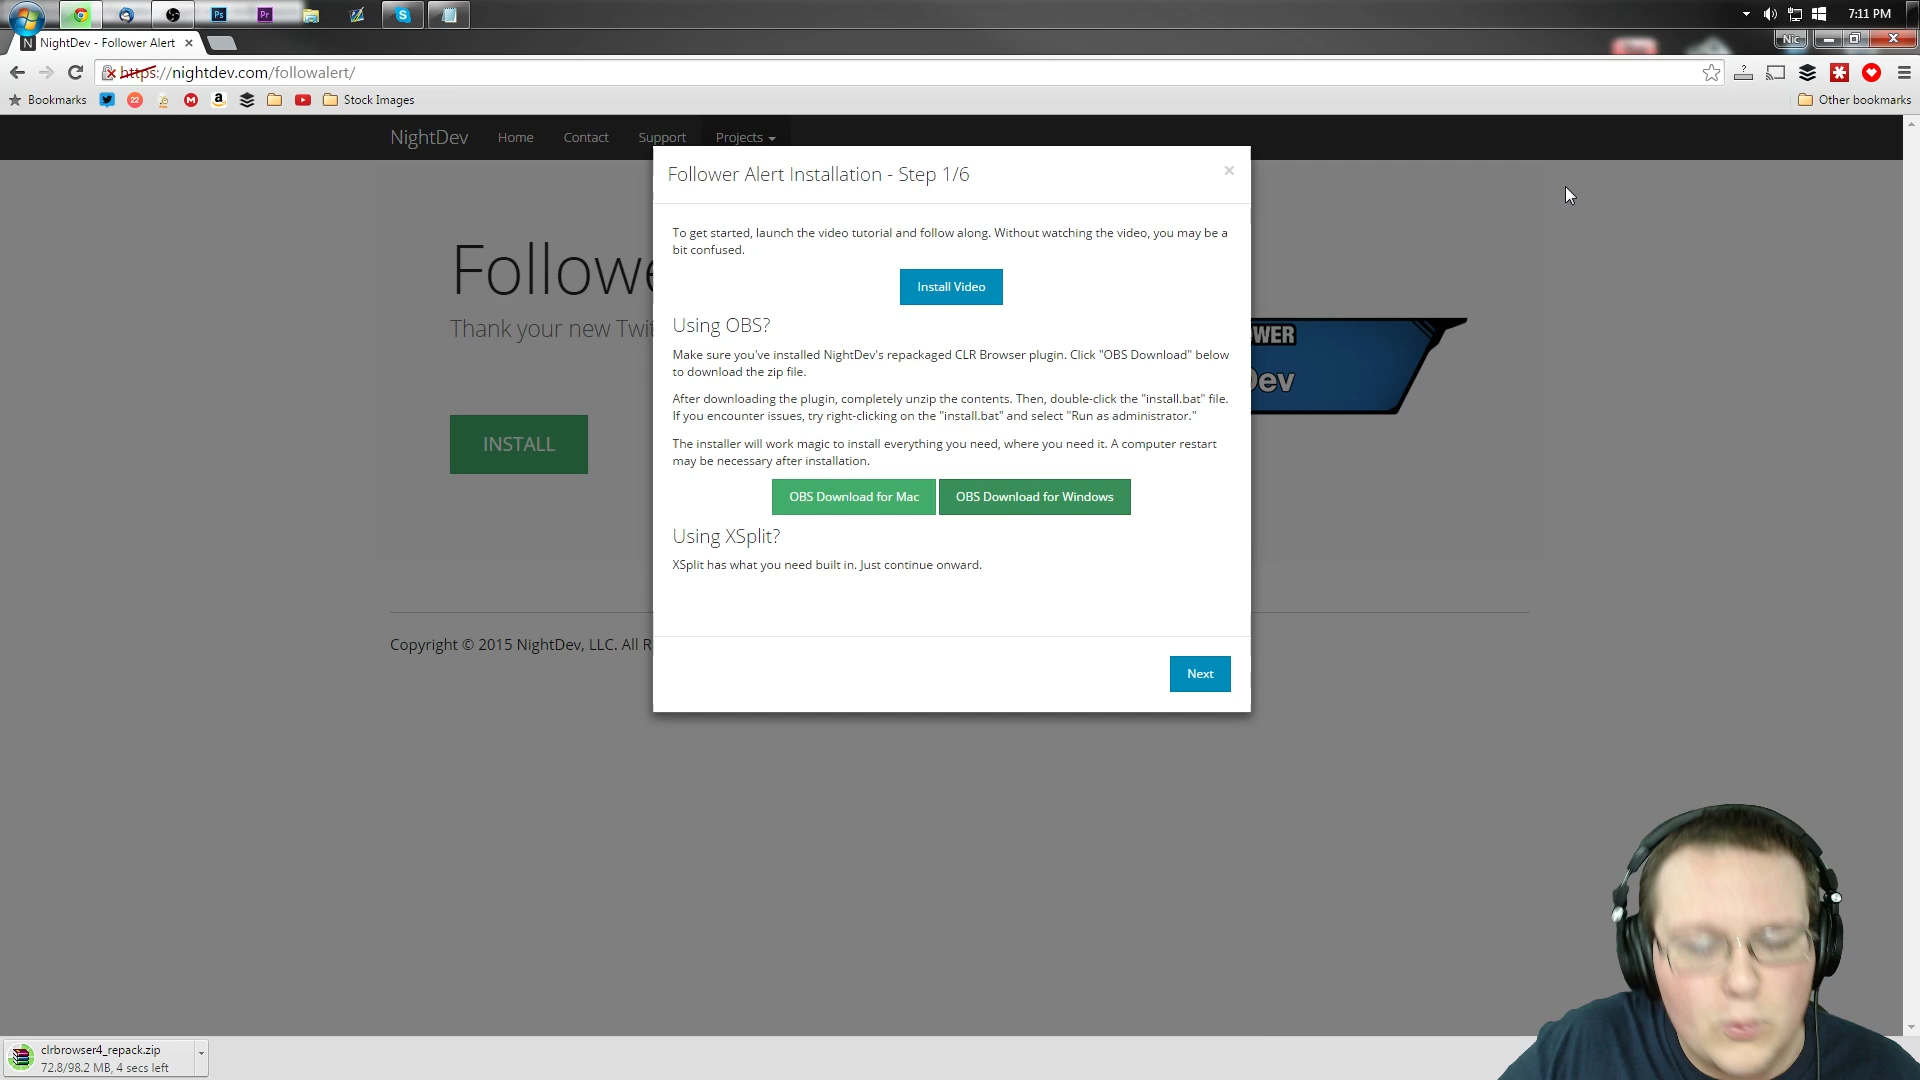 Ps
Pr
7:11 PM
NightDev - Follower Alert
Nic
https://nightdev.com/followalert/
Bookmarks
22
Stock Images
Other bookmarks
NightDev
Home
Contact
Support
Projects
Follower Alert Installation - Step 1/6
To get started, launch the video tutorial and follow along. Without watching the video, you may be a
bit confused.
Install Video
Using OBS?
Make sure you've installed NightDev's repackaged CLR Browser plugin. Click "OBS Download" below
to download the zip file.
After downloading the plugin, completely unzip the contents. Then, double-click the "install.bat" file.
If you encounter issues, try right-clicking on the "install.bat" and select "Run as administrator."
The installer will work magic to install everything you need, where you need it. A computer restart
may be necessary after installation.
OBS Download for Mac
OBS Download for Windows
Using XSplit?
XSplit has what you need built in. Just continue onward.
Next
Followe
Thank your new Twi
INSTALL
WER
Dev
Copyright © 2015 NightDev, LLC. All R
clrbrowser4_repack.zip
72.8/98.2 MB, 4 secs left